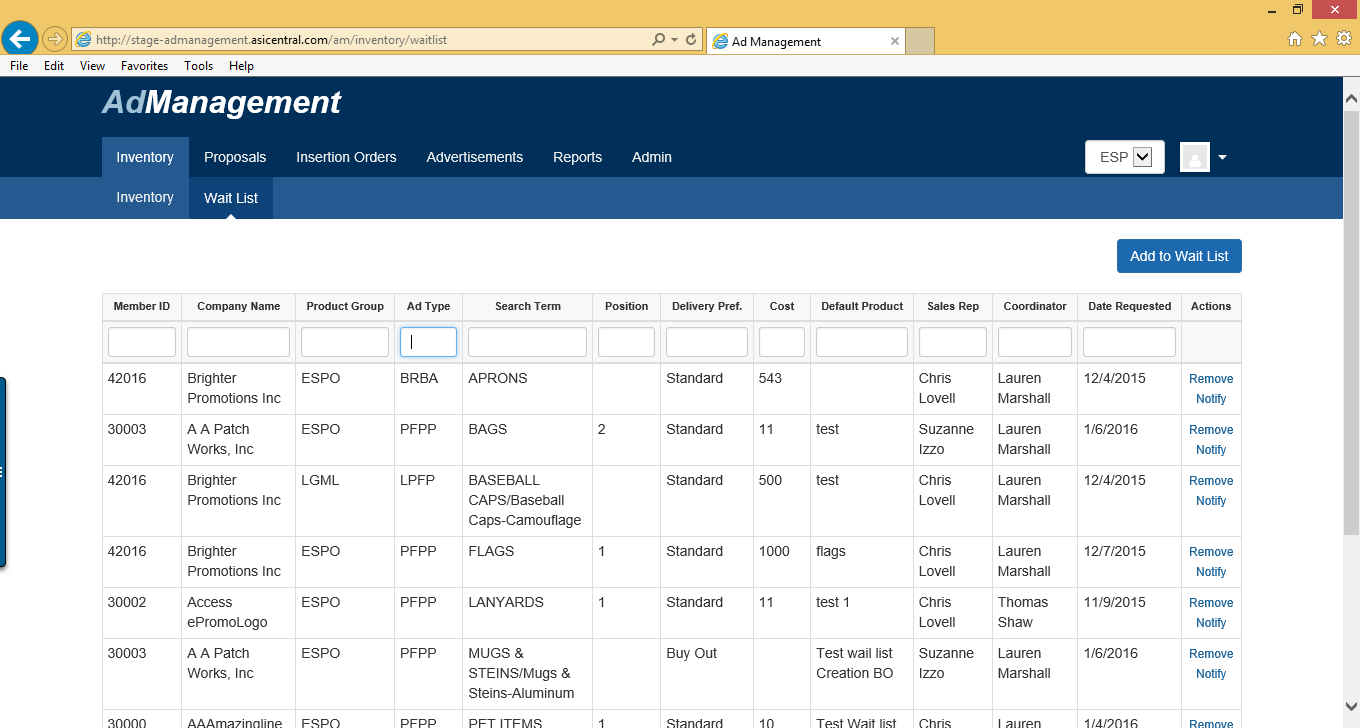 http://stage-admanagement.asicentral.com/am/inventory/waitlist
Ad Management
File Edit View Favorites Tools Help
AdManagement
Inventory Proposals Insertion Orders Advertisements Reports Admin
ESP
Inventory Wait List
Add to Wait List
Member ID Company Name Product Group Ad Type Search Term Position Delivery Pref. Cost Default Product Sales Rep Coordinator Date Requested Actions
42016 Brighter ESPO BRBA APRONS Standard 543 Chris Lauren 12/4/2015 Remove
Promotions Inc Lovell Marshall Notify
30003 A A Patch ESPO PFPP BAGS 2 Standard 11 test Suzanne Lauren 1/6/2016 Remove
Works, Inc Izzo Marshall Notify
42016 Brighter LGML LPFP BASEBALL Standard 500 test Chris Lauren 12/4/2015 Remove
Promotions Inc CAPS/Baseball Lovell Marshall Notify
Caps-Camouflage
42016 Brighter ESPO PFPP FLAGS 1 Standard 1000 flags Chris Lauren 12/7/2015 Remove
Promotions Inc Lovell Marshall Notify
30002 Access ESPO PFPP LANYARDS 1 Standard 11 test 1 Chris Thomas 11/9/2015 Remove
ePromoLogo Lovell Shaw Notify
30003 A A Patch ESPO PFPP MUGS & Buy Out Test wail list Suzanne Lauren 1/6/2016 Remove
Works, Inc STEINS/Mugs & Creation BO Izzo Marshall Notify
Steins-Aluminum
30000 AAAmazingline ESPO PFPP PET ITEMS 1 Standard 10 Test Wait list Chris Lauren 1/4/2016 Remove